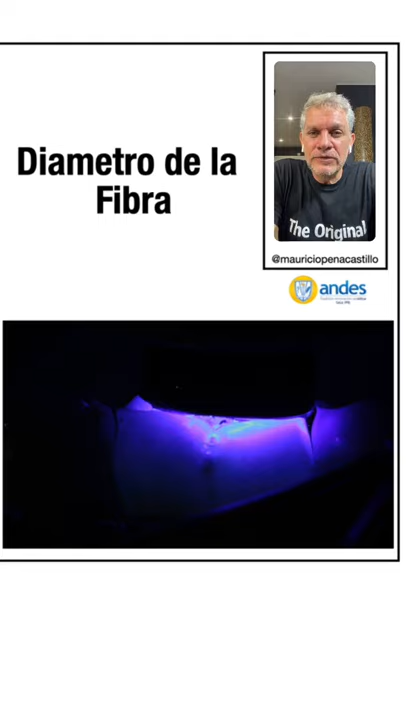 Diametro de la
Fibra
The Original
@mauriciopenacastillo
andes